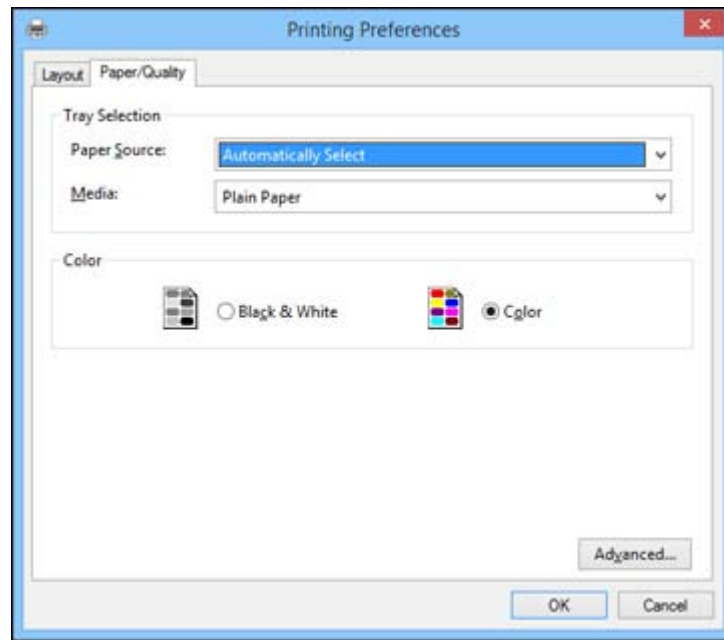 Printing Preferences
Layout Paper/Quality
Tray Selection
Paper Source: Automatically Select
Media: Plain Paper
Color
Black & White Color
Advanced...
OK Cancel